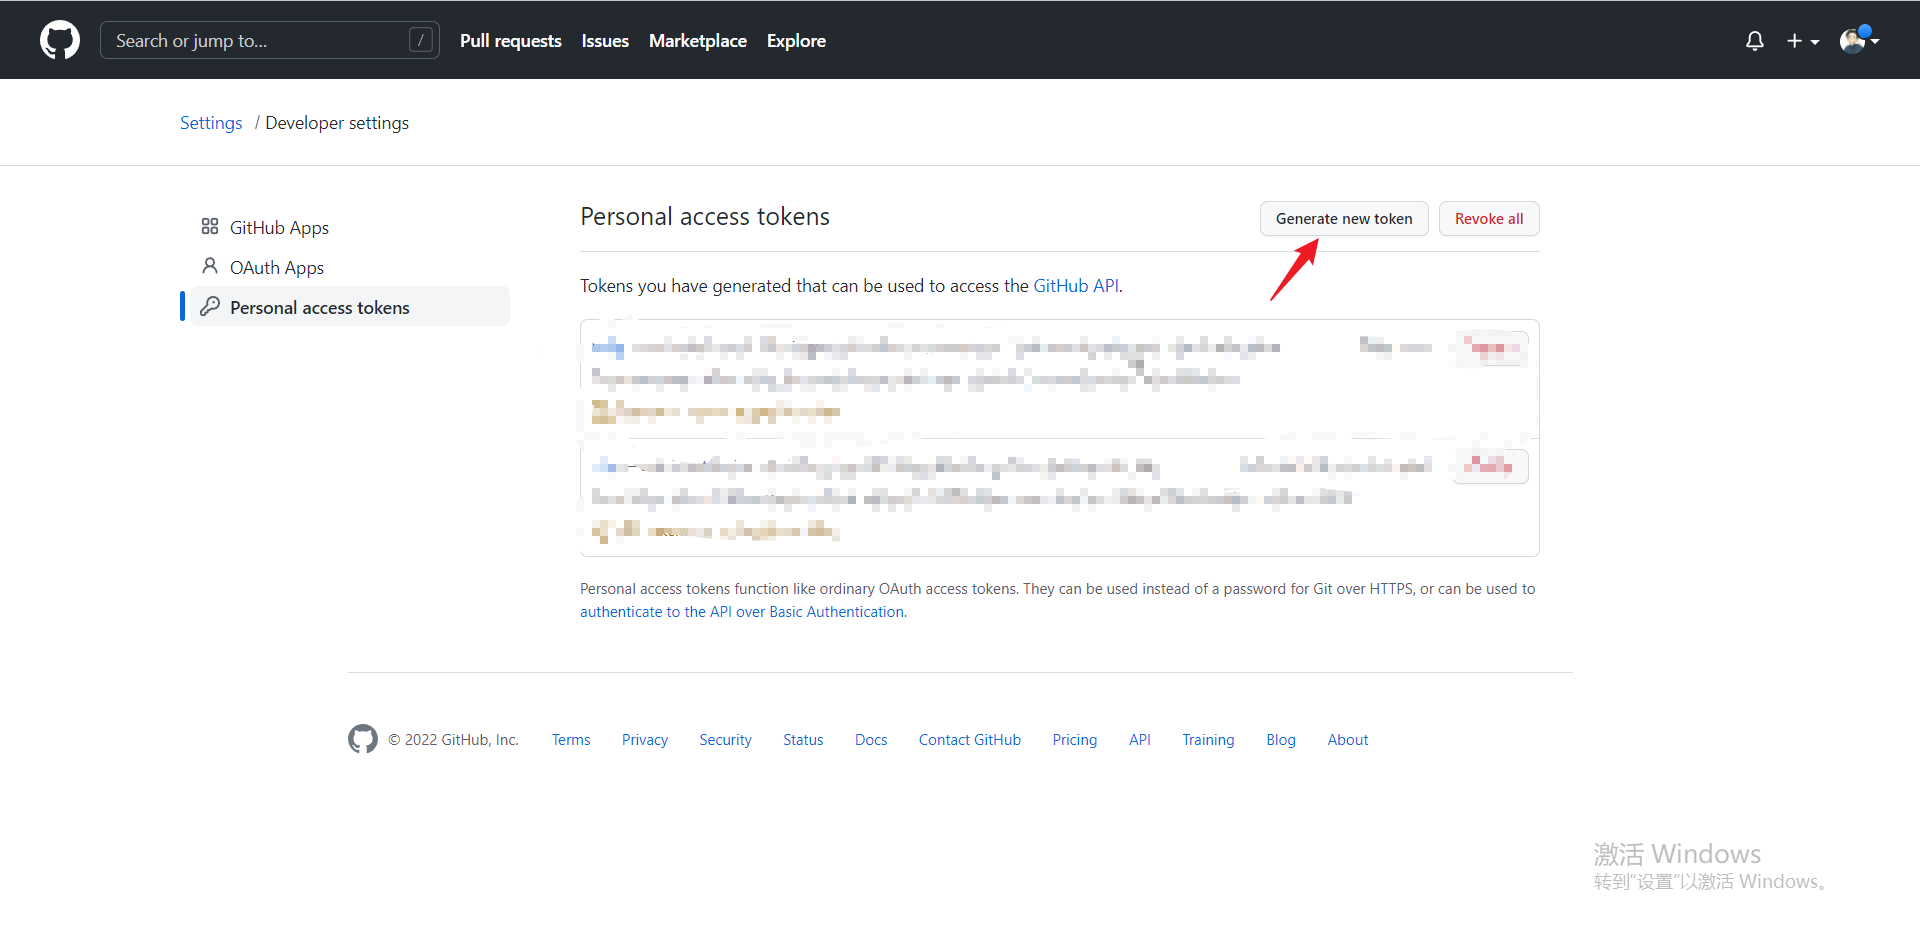 Search or jump to... /
Pull requests Issues Marketplace Explore
Settings / Developer settings
GitHub Apps
OAuth Apps
Personal access tokens
Personal access tokens
Generate new token
Revoke all
Tokens you have generated that can be used to access the GitHub API.
Personal access tokens function like ordinary OAuth access tokens. They can be used instead of a password for Git over HTTPS, or can be used to
authenticate to the API over Basic Authentication.
© 2022 GitHub, Inc. Terms Privacy Security Status Docs Contact GitHub Pricing API Training Blog About
激活 Windows
转到“设置”以激活 Windows。